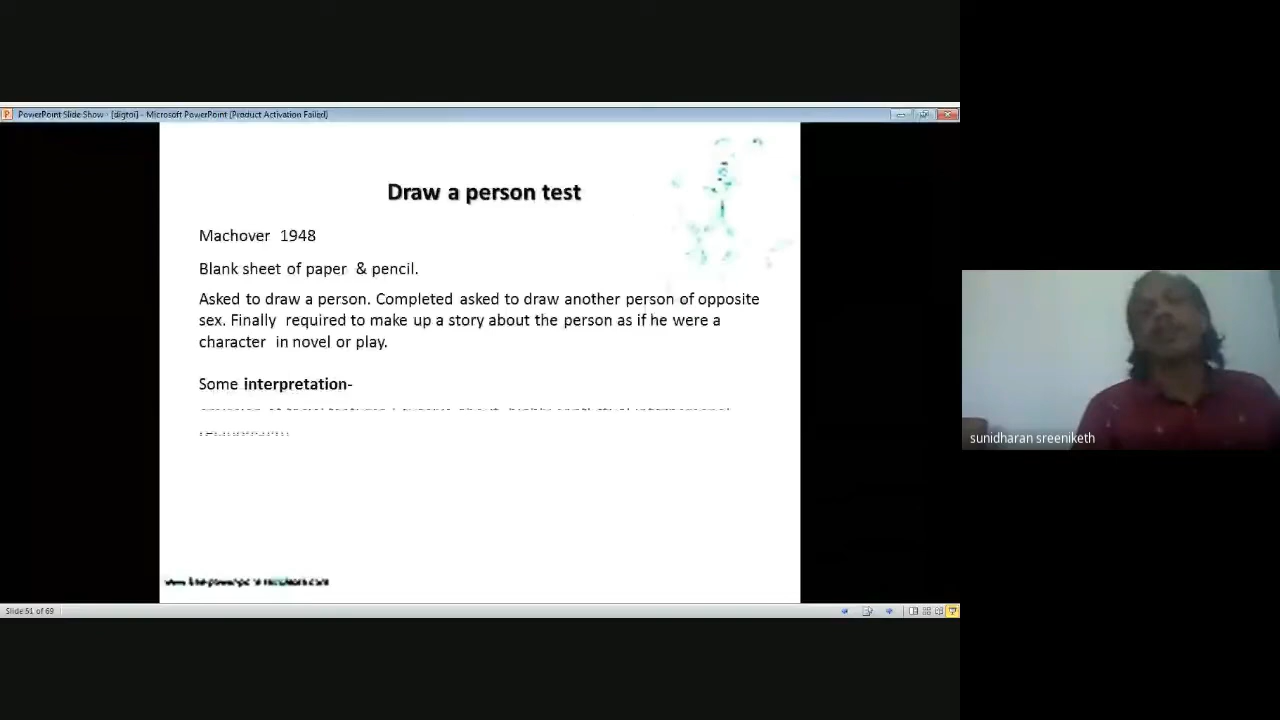 PowerPoint Slide Show - [digtoi] - Microsoft PowerPoint (Product Activation Failed)
Draw a person test
Machover 1948
Blank sheet of paper & pencil.
Asked to draw a person. Completed asked to draw another person of opposite
sex. Finally required to make up a story about the person as if he were a
character in novel or play.
Some interpretation-
sunidharan sreeniketh
Slide 51 of 69